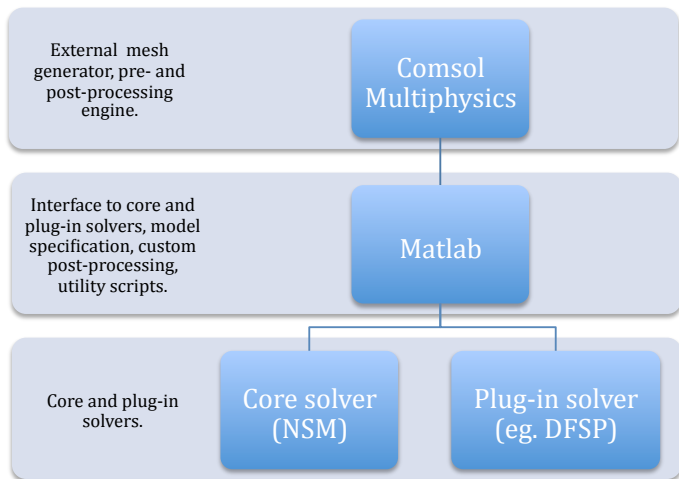 External mesh
generator, pre- and
post-processing
engine.
Comsol
Multiphysics
Interface to core and
plug-in solvers, model
specification, custom
post-processing,
utility scripts.
Matlab
Core and plug-in
solvers.
Core solver
(NSM)
Plug-in solver
(eg. DFSP)